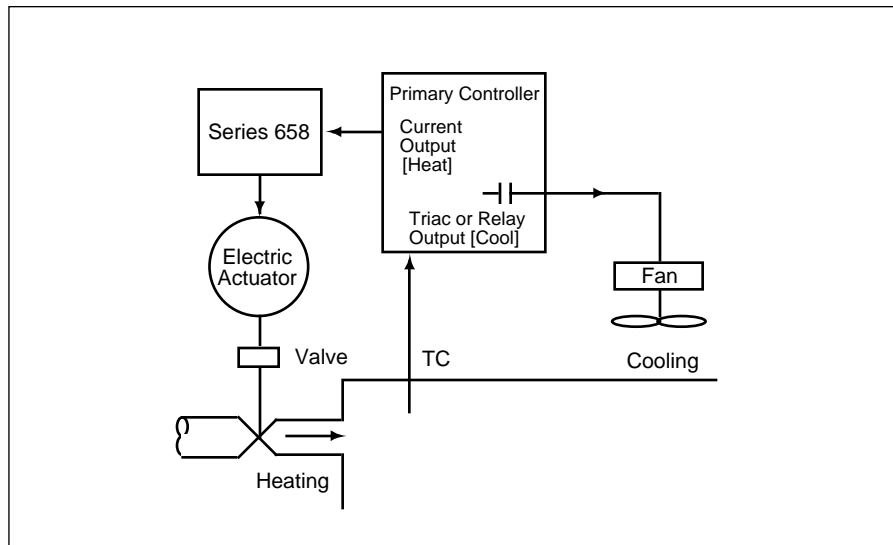 Primary Controller
Series 658
Current
Output
[Heat]
Triac or Relay
Output [Cool]
Electric
Actuator
Fan
Valve
TC
Cooling
Heating